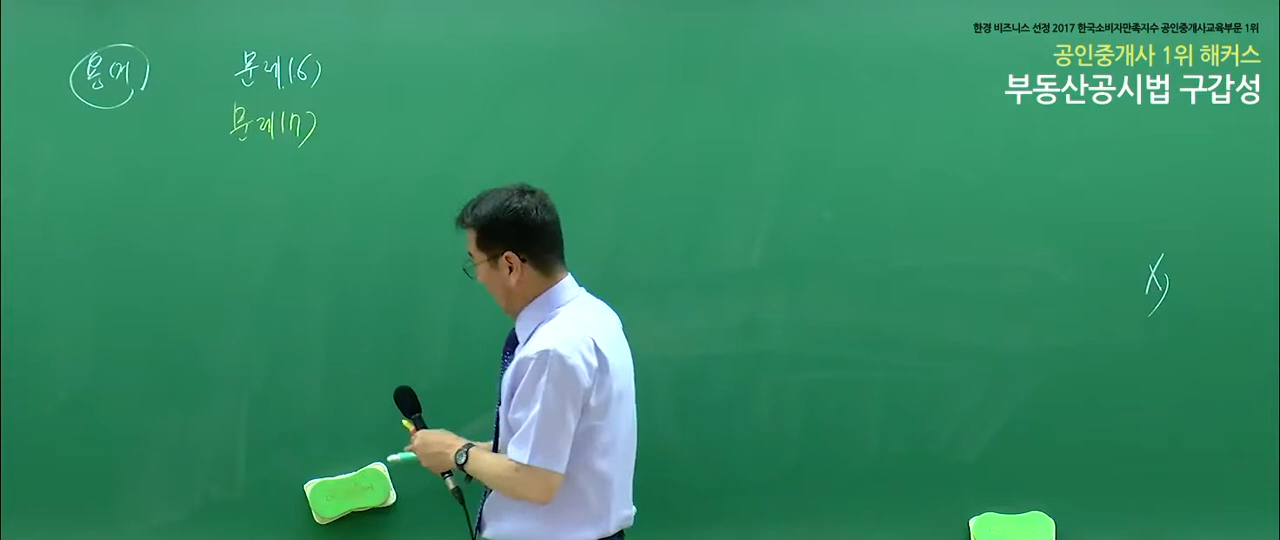 한경 비즈니스 선정 2017 한국소비자만족지수 공인중개사교육부문 1위
공인중개사 1위 해커스
부동산공시법 구갑성
용어 문제(6)
문제(7)